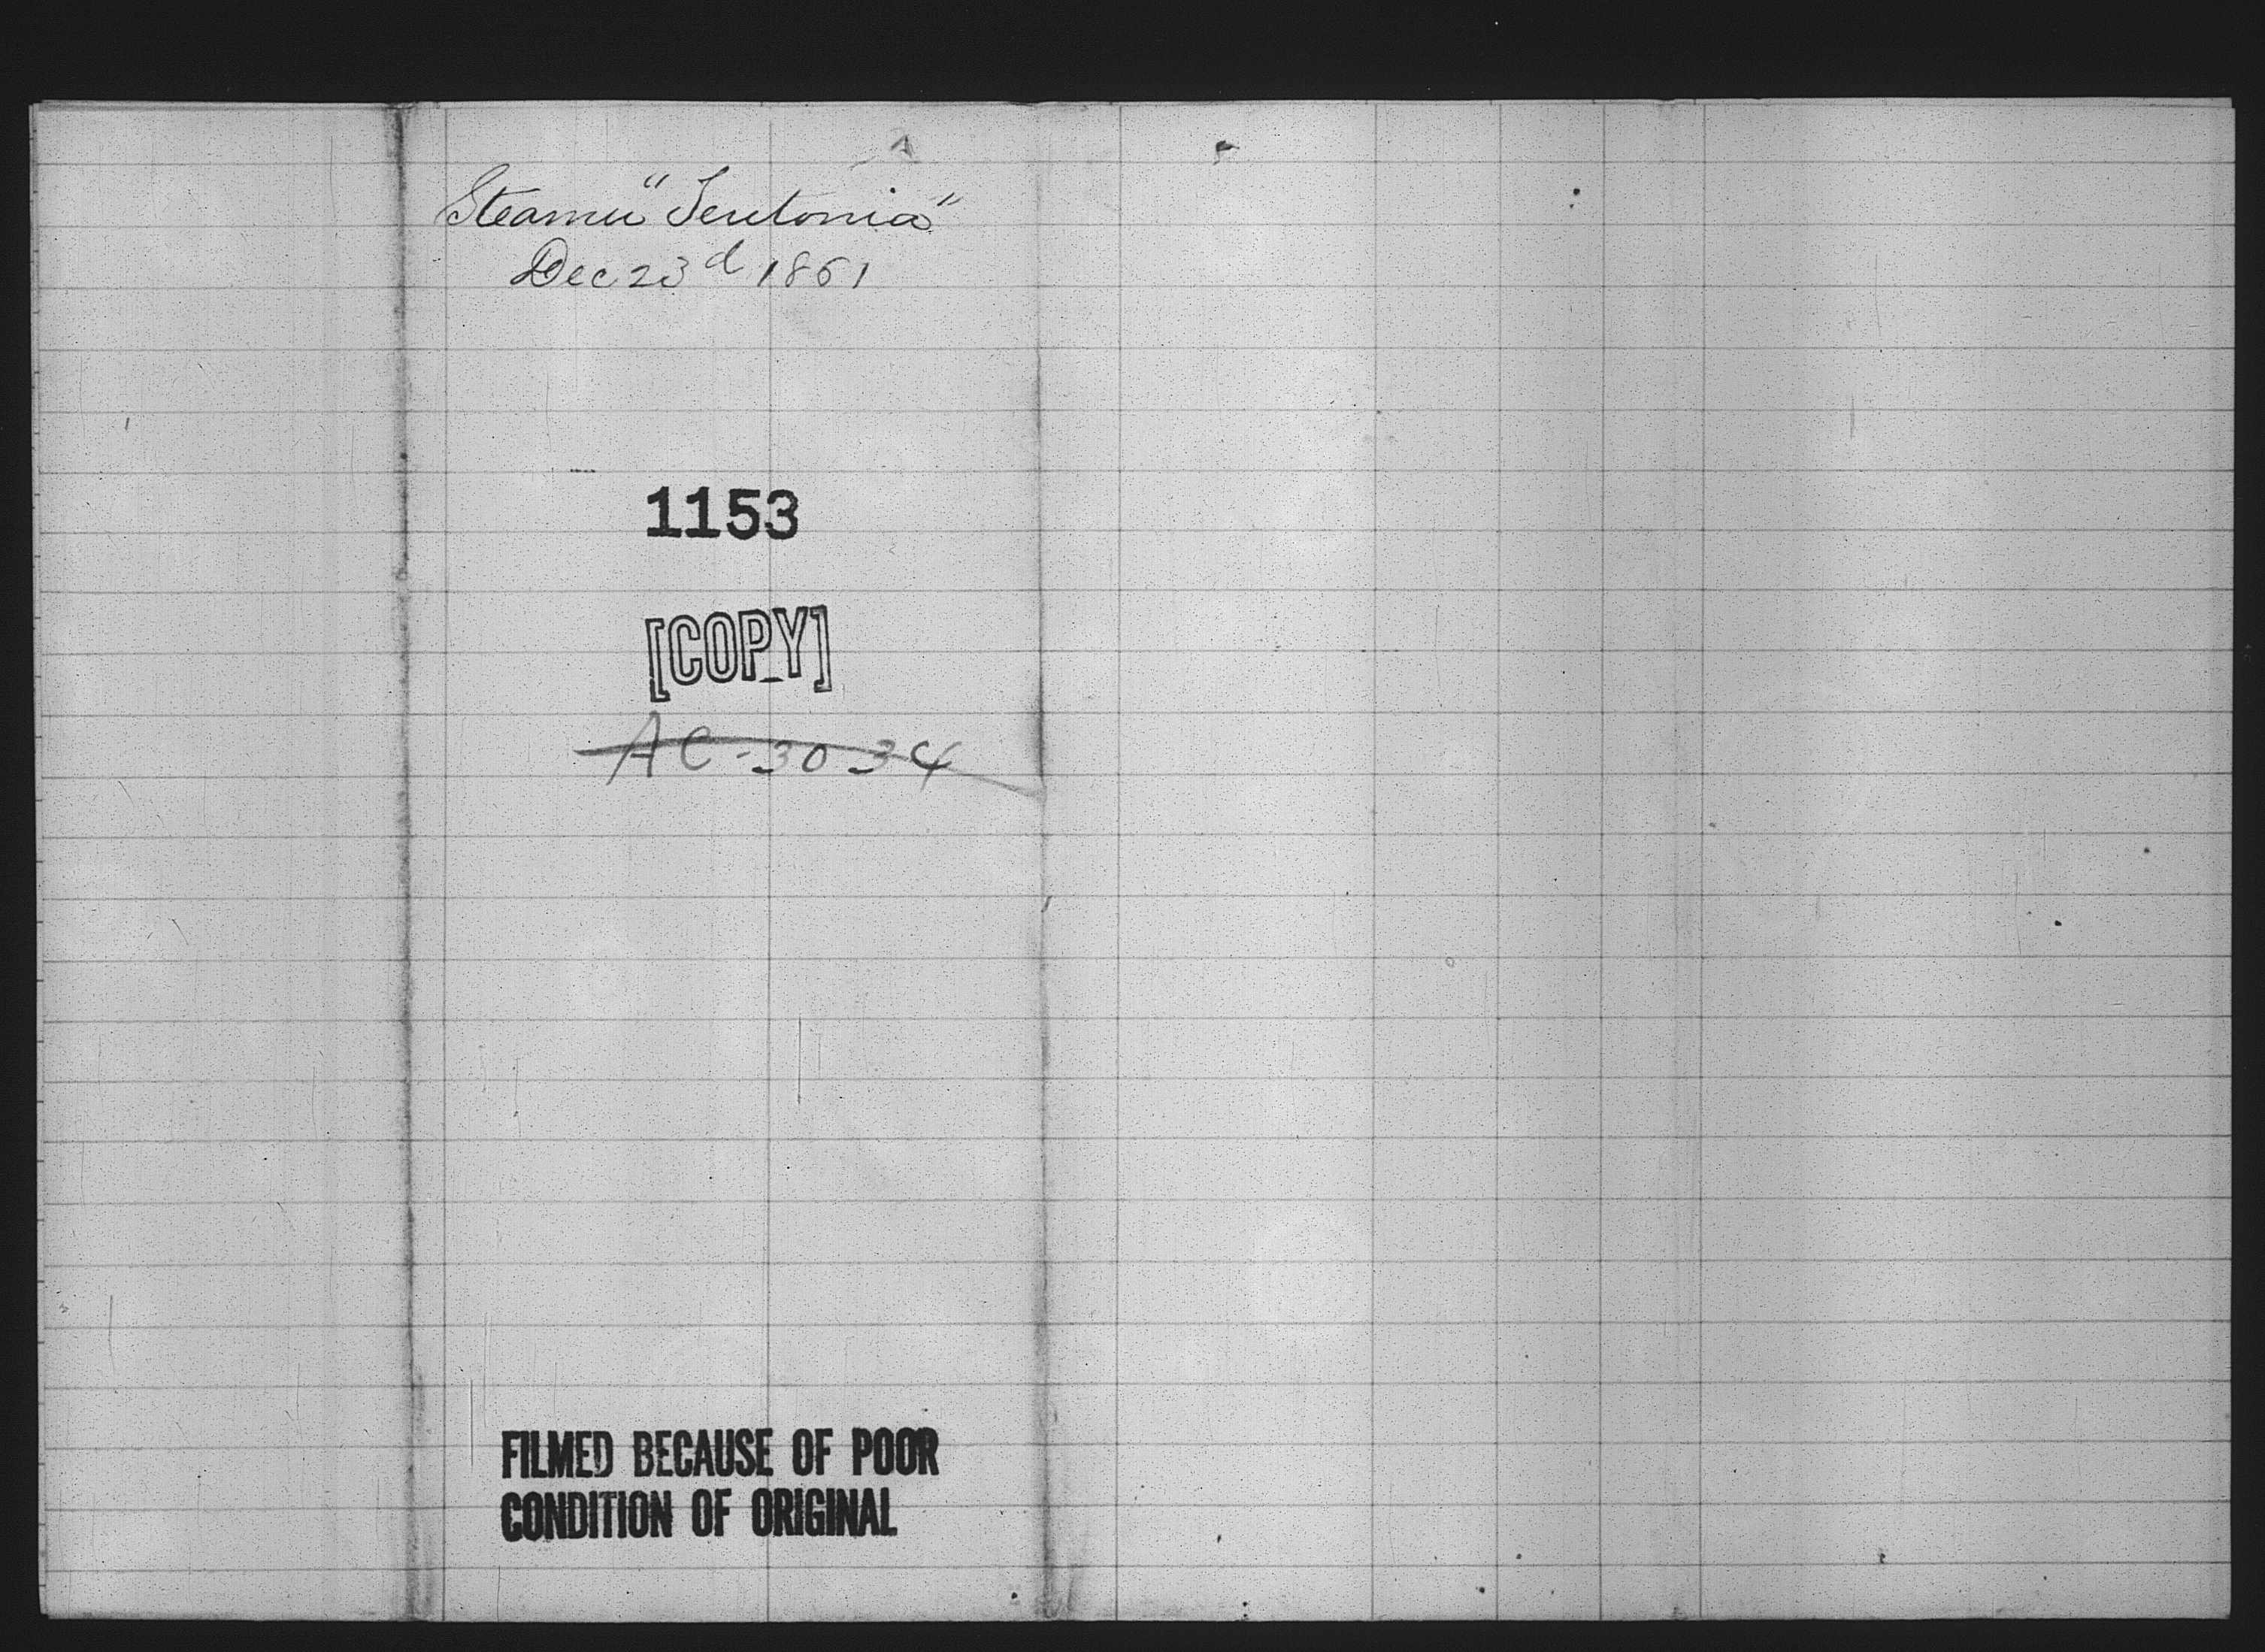 Steamer "Teutonia"
Dec 23d 1861
1153
[COPY]
AC-3034
FILMED BECAUSE OF POOR
CONDITION OF ORIGINAL